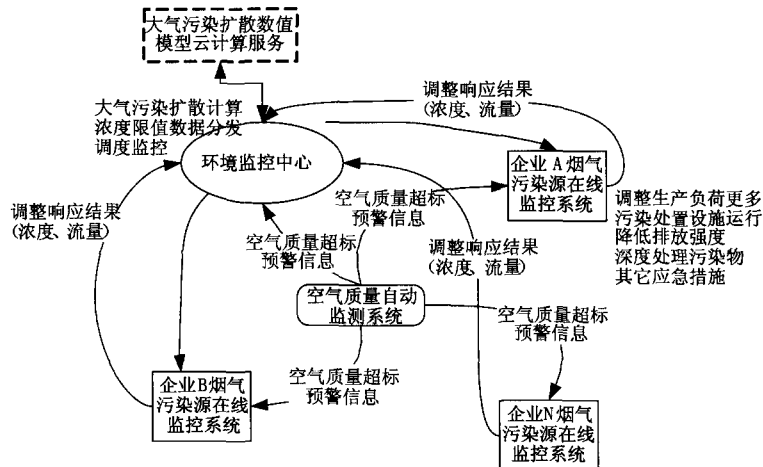 大气污染扩散数值
模型云计算服务
调整响应结果
(浓度、流量)
大气污染扩散计算
浓度限值数据分发
调度监控
环境监控中心
企业A烟气
污染源在线
监控系统
空气质量超标
预警信息
调整生产负荷更多
污染处置设施运行
降低排放强度
深度处理污染物
其它应急措施
调整响应结果
(浓度、流量)
空气质量超标
预警信息
调整响应结果
(浓度、流量)
空气质量自动
监测系统
空气质量超标
预警信息
空气质量超标
预警信息
企业B烟气
污染源在线
监控系统
企业N烟气
污染源在线
监控系统